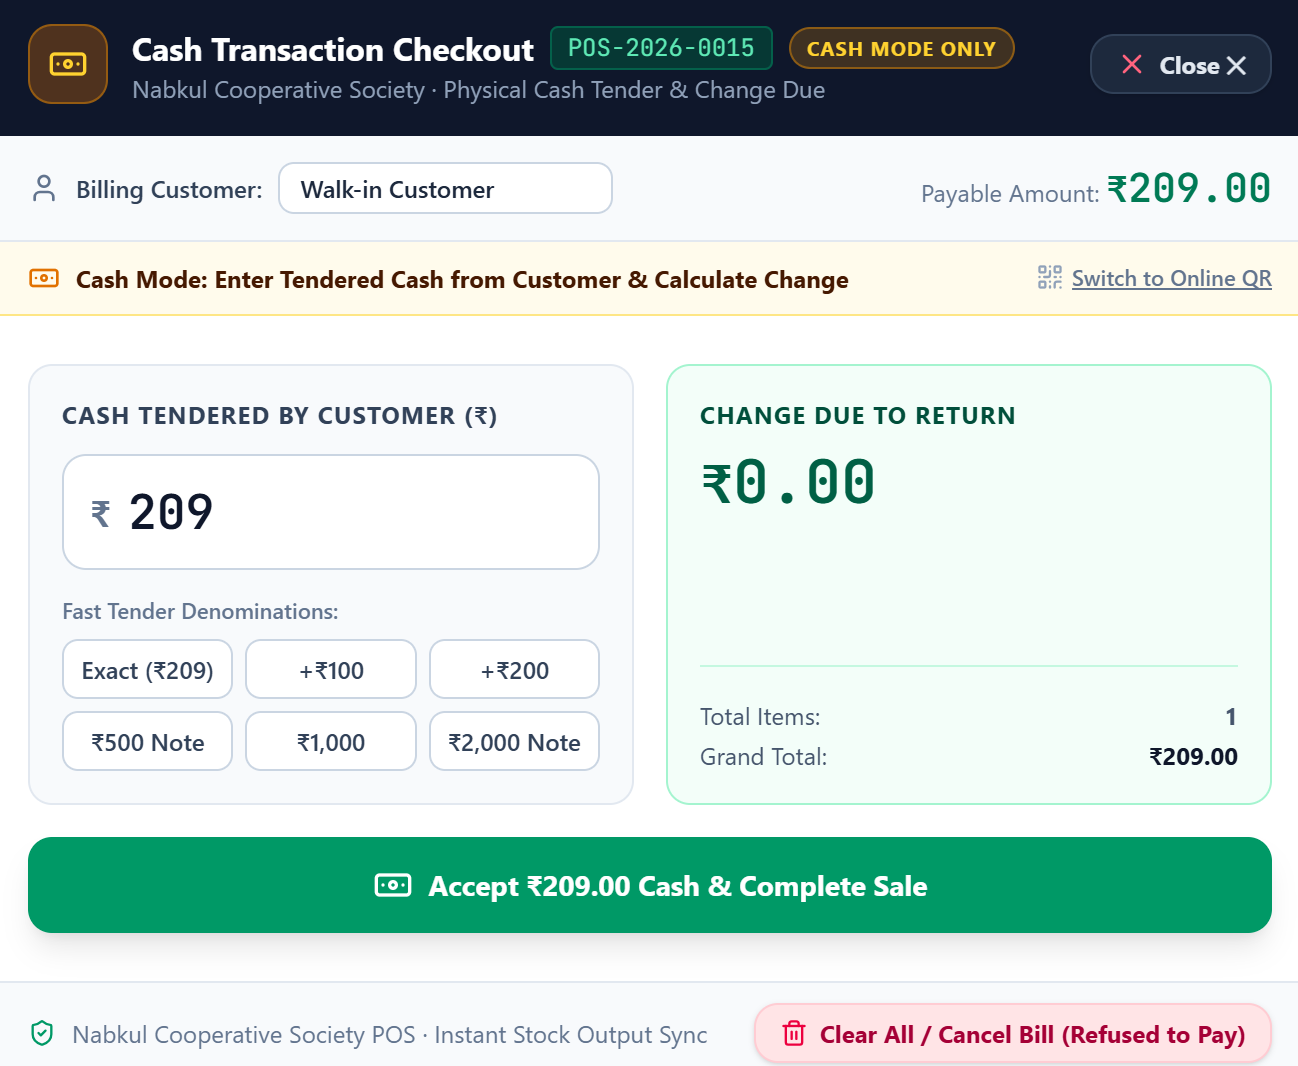 Cash Transaction Checkout POS-2026-0015 CASH MODE ONLY
Close
Nabkul Cooperative Society · Physical Cash Tender & Change Due
Billing Customer: Walk-in Customer
Payable Amount: ₹209.00
Cash Mode: Enter Tendered Cash from Customer & Calculate Change
Switch to Online QR
CASH TENDERED BY CUSTOMER (₹)
₹ 209
Fast Tender Denominations:
Exact (₹209) +₹100 +₹200
₹500 Note ₹1,000 ₹2,000 Note
CHANGE DUE TO RETURN
₹0.00
Total Items: 1
Grand Total: ₹209.00
Accept ₹209.00 Cash & Complete Sale
Nabkul Cooperative Society POS · Instant Stock Output Sync
Clear All / Cancel Bill (Refused to Pay)